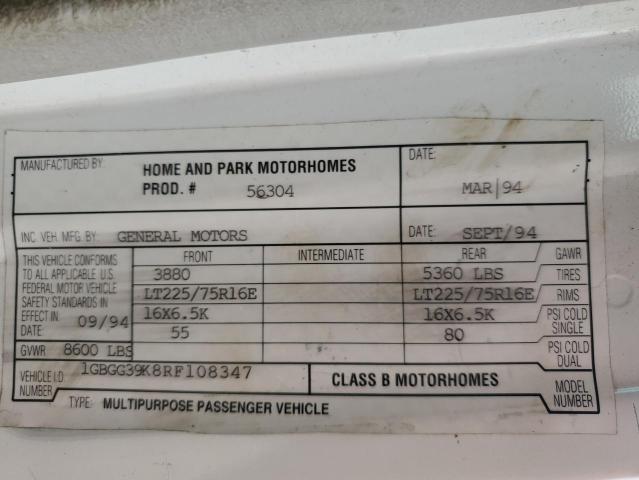 MANUFACTURED BY: HOME AND PARK MOTORHOMES DATE:
PROD. # 56304 MAR/94
INC. VEH. MFG. BY: GENERAL MOTORS DATE: SEPT/94
THIS VEHICLE CONFORMS FRONT INTERMEDIATE REAR GAWR
TO ALL APPLICABLE U.S. 3880 5360 LBS TIRES
FEDERAL MOTOR VEHICLE LT225/75R16E LT225/75R16E RIMS
SAFETY STANDARDS IN 16X6.5K 16X6.5K PSI COLD
EFFECT IN 09/94 55 80 SINGLE
DATE: PSI COLD
GVWR 8600 LBS DUAL
VEHICLE I.D. 1GBGG39K8RF108347 CLASS B MOTORHOMES MODEL
NUMBER NUMBER
TYPE: MULTIPURPOSE PASSENGER VEHICLE